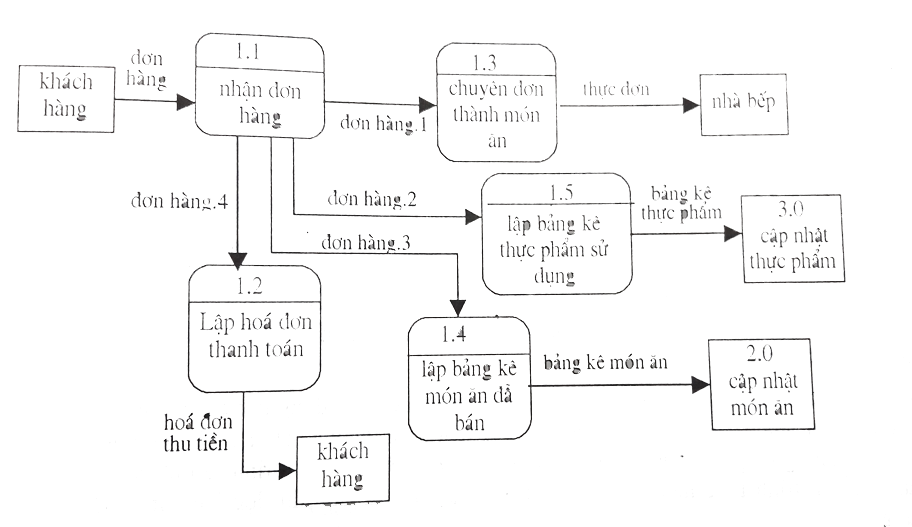 khách
hàng
đơn
hàng
1.1
nhận đơn
hàng
đơn hàng.1
1.3
chuyên đơn
thành món
ăn
thực đơn
nhà bếp
đơn hàng.4
đơn hàng.2
đơn hàng.3
1.5
lập bảng kê
thực phẩm sử
dụng
bảng kê
thực phẩm
3.0
cập nhật
thực phẩm
1.2
Lập hoá đơn
thanh toán
1.4
lập bảng kê
món ăn đã
bán
bảng kê món ăn
2.0
cập nhật
món ăn
hoá đơn
thu tiền
khách
hàng